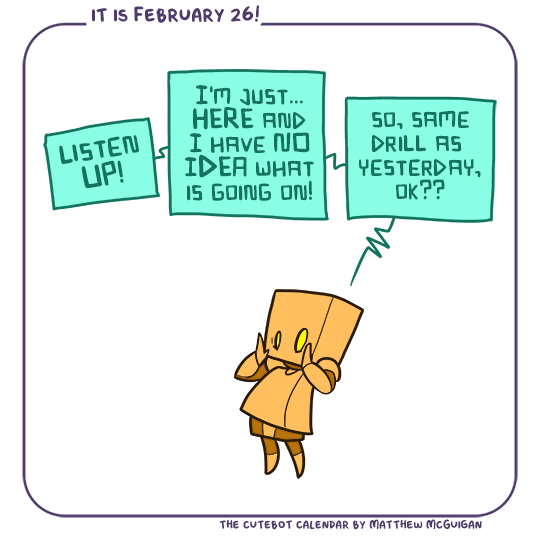 IT IS FEBRUARY 26!
LISTEN
UP!
I'M JUST...
HERE AND
I HAVE NO
IDEA WHAT
IS GOING ON!
SO, SAME
DRILL AS
YESTERDAY,
OK??
THE CUTEBOT CALENDAR BY MATTHEW MCGUIGAN